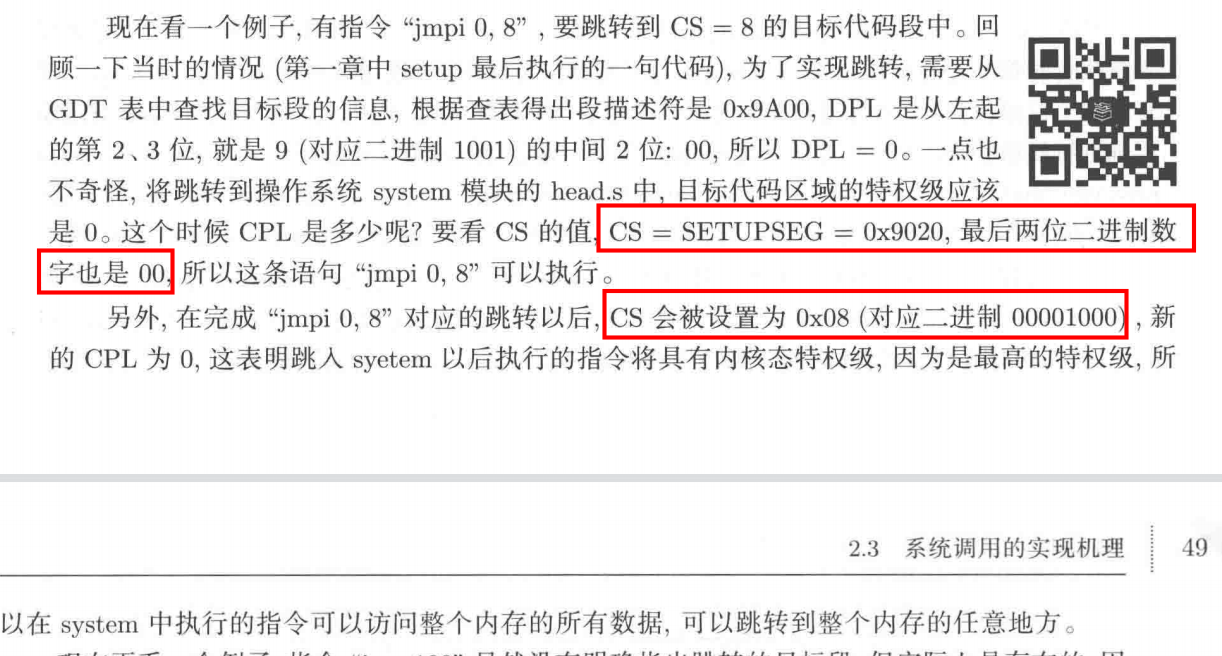 现在看一个例子, 有指令 “jmpi 0, 8” , 要跳转到 CS = 8 的目标代码段中。回
顾一下当时的情况 (第一章中 setup 最后执行的一句代码), 为了实现跳转, 需要从
GDT 表中查找目标段的信息, 根据查表得出段描述符是 0x9A00, DPL 是从左起
的第 2、3 位, 就是 9 (对应二进制 1001) 的中间 2 位: 00, 所以 DPL = 0。一点也
不奇怪, 将跳转到操作系统 system 模块的 head.s 中, 目标代码区域的特权级应该
是 0。这个时候 CPL 是多少呢? 要看 CS 的值, CS = SETUPSEG = 0x9020, 最后两位二进制数
字也是 00, 所以这条语句 “jmpi 0, 8” 可以执行。
另外, 在完成 “jmpi 0, 8” 对应的跳转以后, CS 会被设置为 0x08 (对应二进制 00001000) , 新
的 CPL 为 0, 这表明跳入 syetem 以后执行的指令将具有内核态特权级, 因为是最高的特权级, 所
2.3 系统调用的实现机理 49
以在 system 中执行的指令可以访问整个内存的所有数据, 可以跳转到整个内存的任意地方。